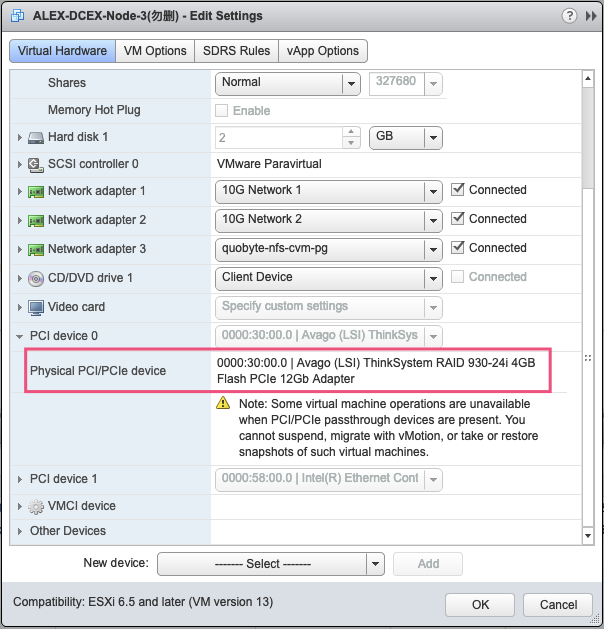 ALEX-DCEX-Node-3(勿删) - Edit Settings
Virtual Hardware VM Options SDRS Rules vApp Options
Shares Normal 327680
Memory Hot Plug Enable
Hard disk 1 2 GB
SCSI controller 0 VMware Paravirtual
Network adapter 1 10G Network 1 Connected
Network adapter 2 10G Network 2 Connected
Network adapter 3 quobyte-nfs-cvm-pg Connected
CD/DVD drive 1 Client Device Connected
Video card Specify custom settings
PCI device 0 0000:30:00.0 | Avago (LSI) ThinkSys
Physical PCI/PCIe device 0000:30:00.0 | Avago (LSI) ThinkSystem RAID 930-24i 4GB
Flash PCIe 12Gb Adapter
Note: Some virtual machine operations are unavailable
when PCI/PCIe passthrough devices are present. You
cannot suspend, migrate with vMotion, or take or restore
snapshots of such virtual machines.
PCI device 1 0000:58:00.0 | Intel(R) Ethernet Cont
VMCI device
Other Devices
New device: ------- Select ------- Add
Compatibility: ESXi 6.5 and later (VM version 13) OK Cancel